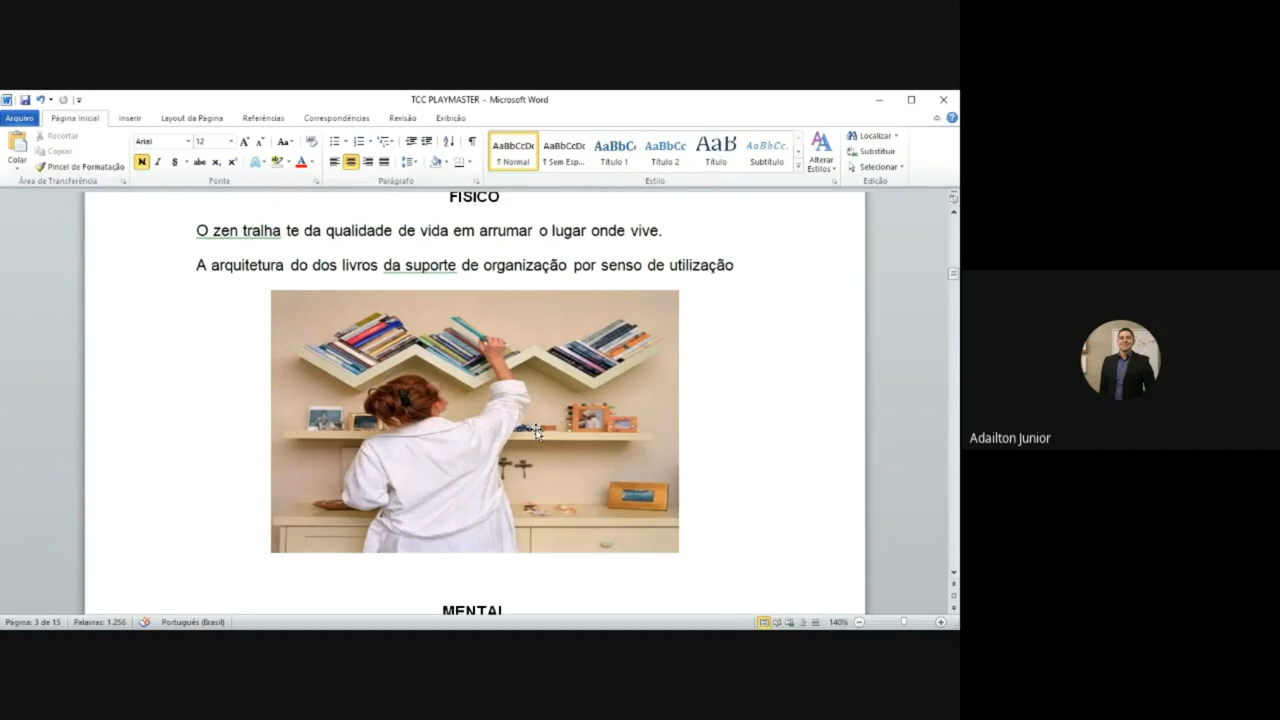 TCC PLAYMASTER - Microsoft Word
Arquivo Página Inicial Inserir Layout da Página Referências Correspondências Revisão Exibição
Colar
Recortar
Copiar
Pincel de Formatação
Área de Transferência
Arial 12
Fonte
Parágrafo
AaBbCcDc AaBbCcDc AaBbC AaBbCc AaB AaBbCc.
¶ Normal ¶ Sem Esp... Título 1 Título 2 Título Subtítulo
Alterar Estilos
Estilo
Localizar
Substituir
Selecionar
Edição
FÍSICO
O zen tralha te da qualidade de vida em arrumar o lugar onde vive.
A arquitetura do dos livros da suporte de organização por senso de utilização
MENTAL
Página: 3 de 15 Palavras: 1.256 Português (Brasil) 140%
Adailton Junior